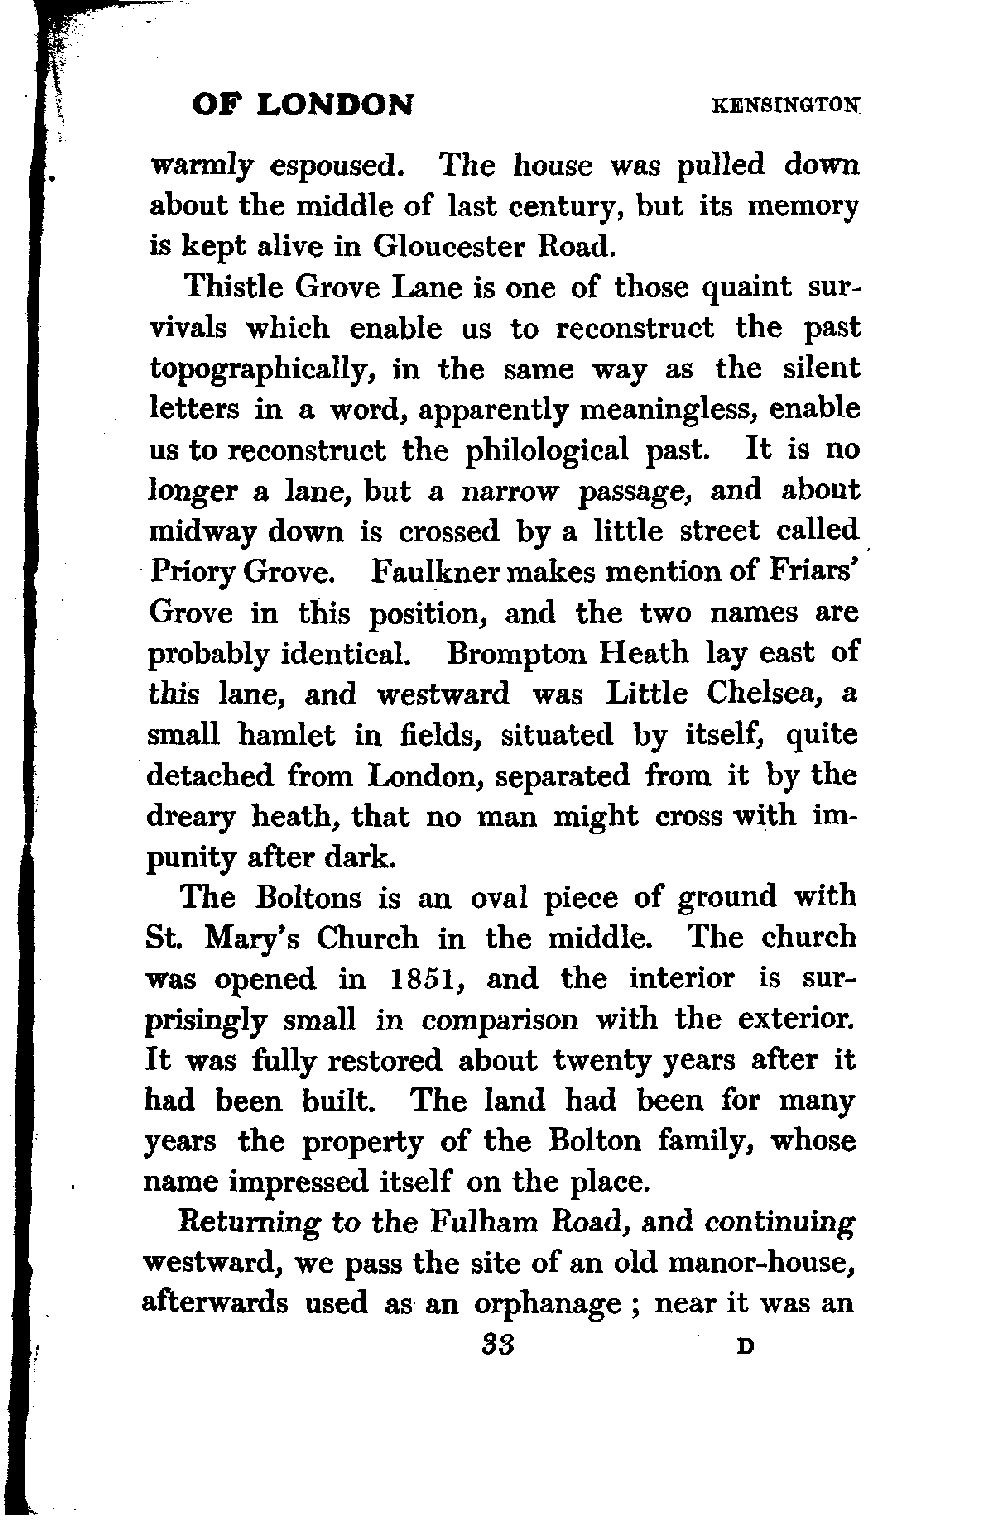 OF LONDON KENSINGTON
warmly espoused. The house was pulled down
about the middle of last century, but its memory
is kept alive in Gloucester Road.
Thistle Grove Lane is one of those quaint sur-
vivals which enable us to reconstruct the past
topographically, in the same way as the silent
letters in a word, apparently meaningless, enable
us to reconstruct the philological past. It is no
longer a lane, but a narrow passage, and about
midway down is crossed by a little street called
Priory Grove. Faulkner makes mention of Friars'
Grove in this position, and the two names are
probably identical. Brompton Heath lay east of
this lane, and westward was Little Chelsea, a
small hamlet in fields, situated by itself, quite
detached from London, separated from it by the
dreary heath, that no man might cross with im-
punity after dark.
The Boltons is an oval piece of ground with
St. Mary's Church in the middle. The church
was opened in 1851, and the interior is sur-
prisingly small in comparison with the exterior.
It was fully restored about twenty years after it
had been built. The land had been for many
years the property of the Bolton family, whose
name impressed itself on the place.
Returning to the Fulham Road, and continuing
westward, we pass the site of an old manor-house,
afterwards used as an orphanage ; near it was an
33 D